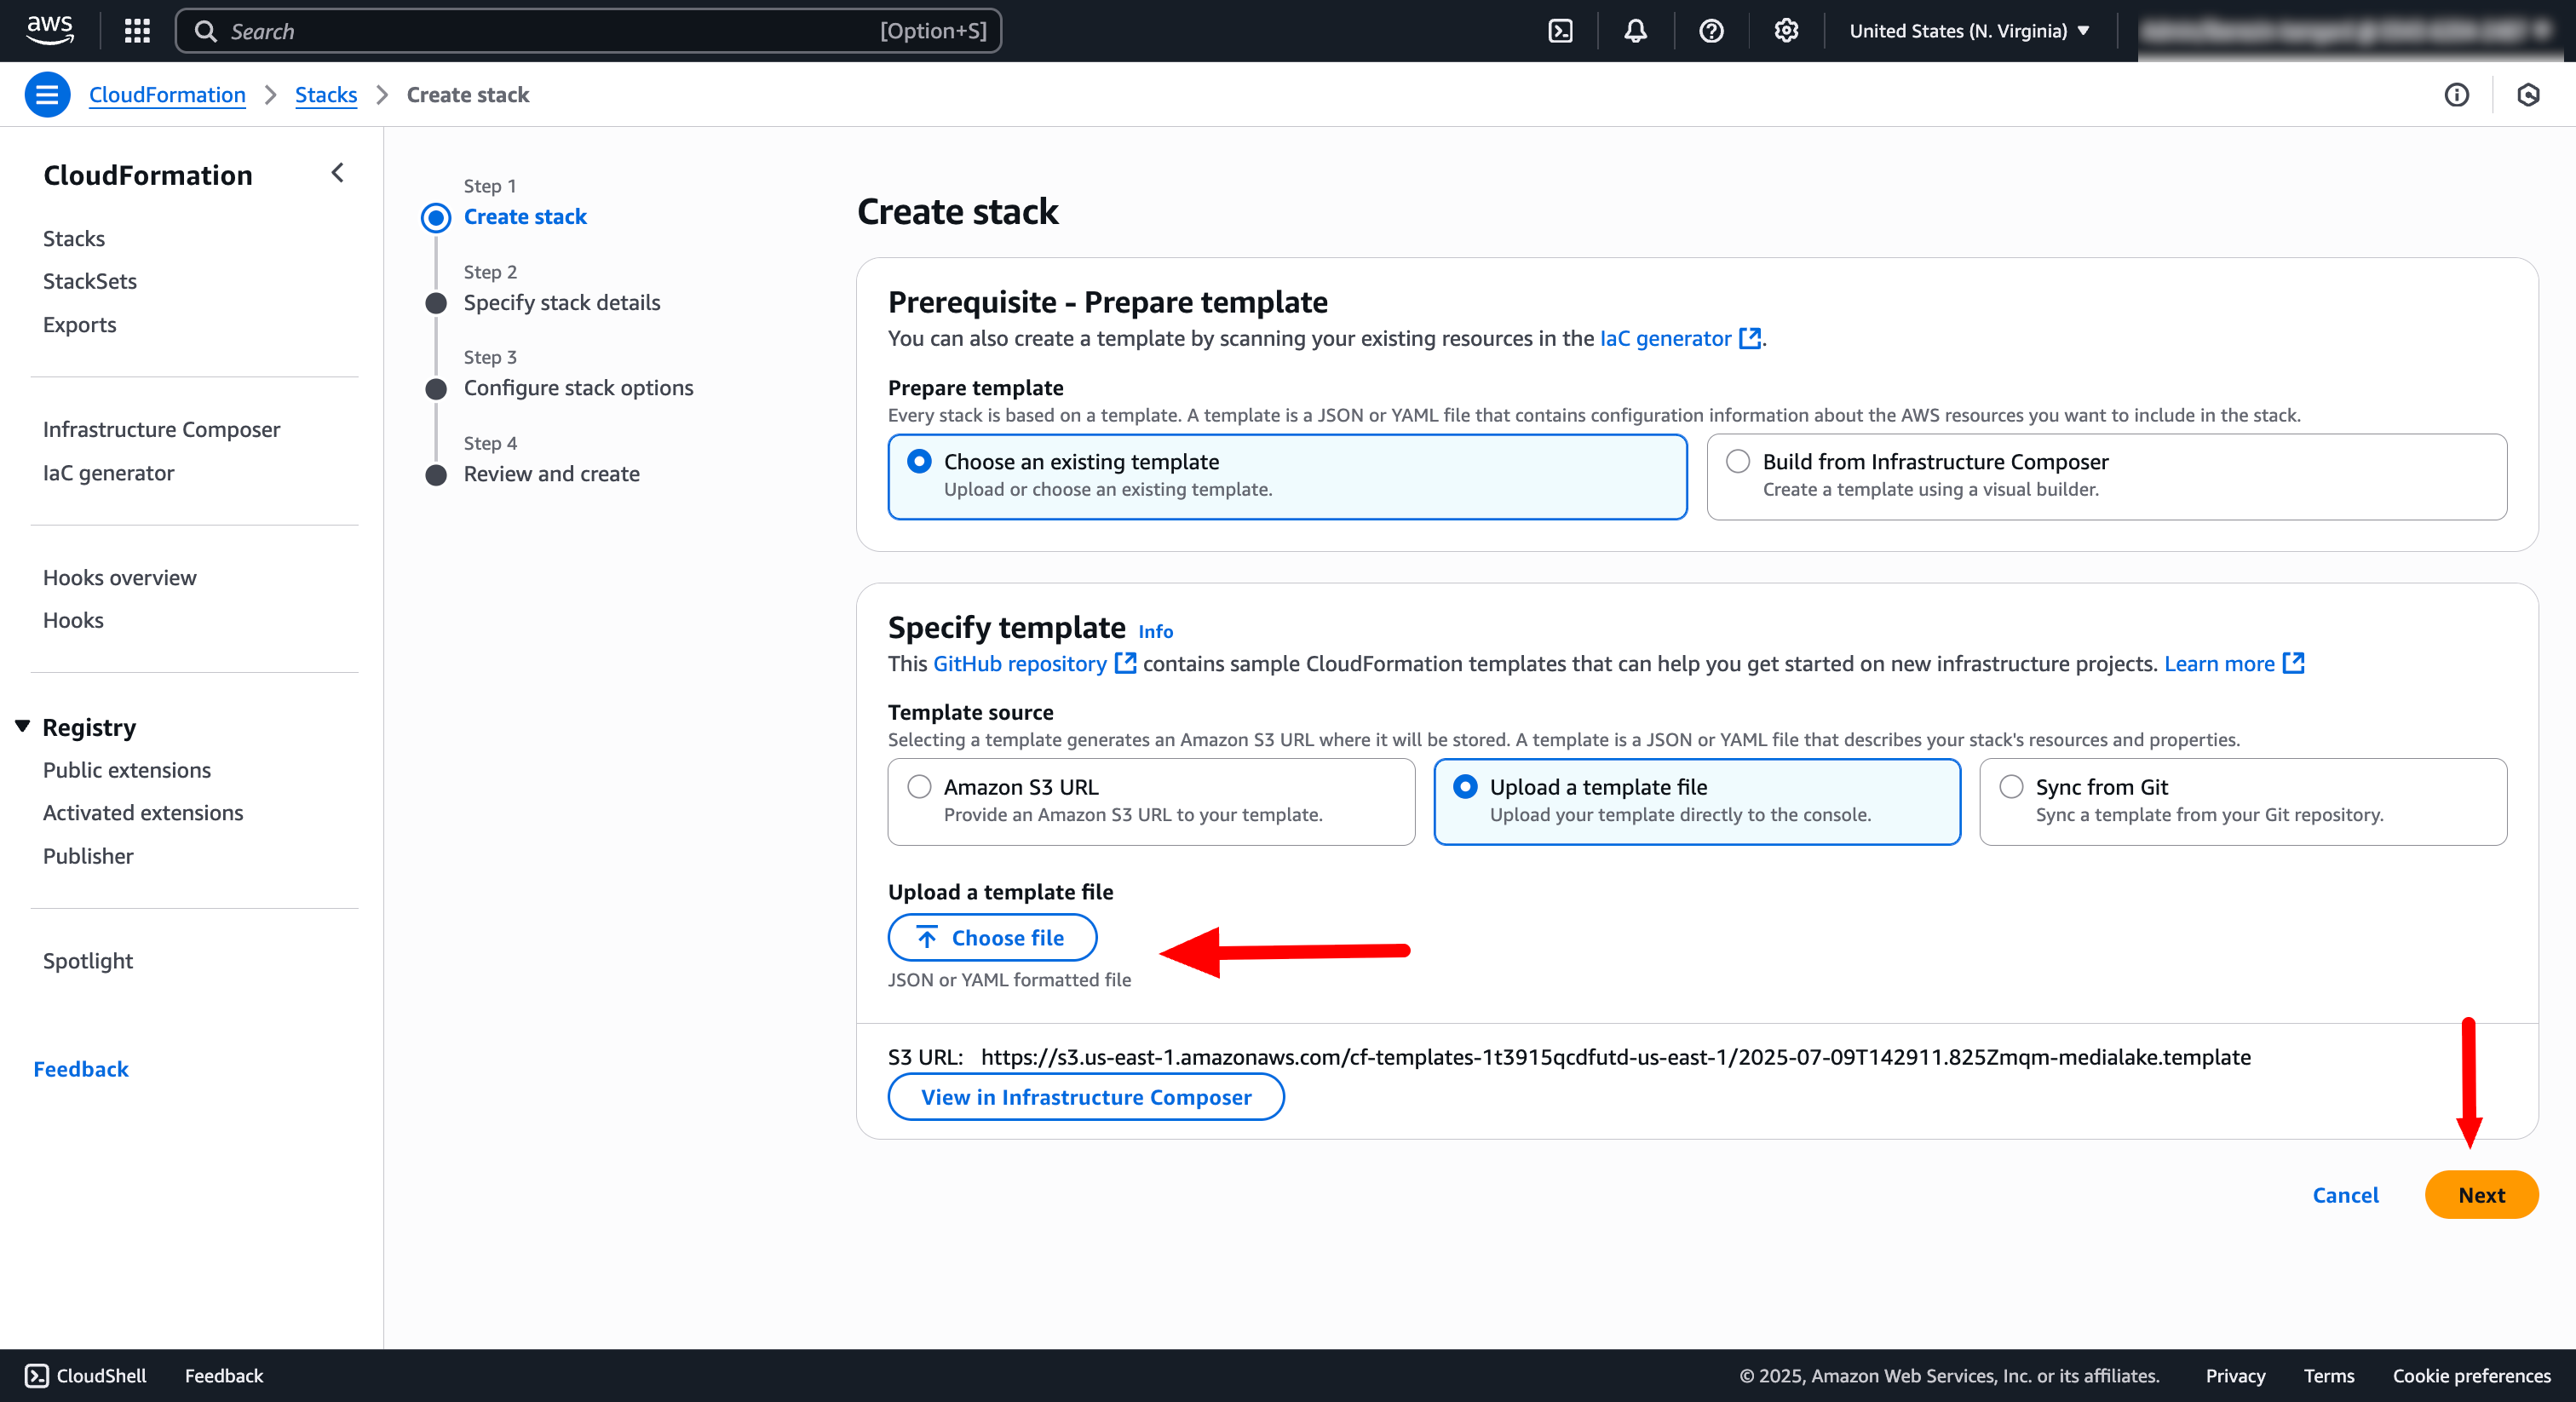 aws
Search
[Option+S]
United States (N. Virginia)
CloudFormation
Stacks
Create stack
CloudFormation
Stacks
StackSets
Exports
Infrastructure Composer
IaC generator
Hooks overview
Hooks
Registry
Public extensions
Activated extensions
Publisher
Spotlight
Feedback
Step 1
Create stack
Step 2
Specify stack details
Step 3
Configure stack options
Step 4
Review and create
Create stack
Prerequisite - Prepare template
You can also create a template by scanning your existing resources in the IaC generator.
Prepare template
Every stack is based on a template. A template is a JSON or YAML file that contains configuration information about the AWS resources you want to include in the stack.
Choose an existing template
Upload or choose an existing template.
Build from Infrastructure Composer
Create a template using a visual builder.
Specify template Info
This GitHub repository contains sample CloudFormation templates that can help you get started on new infrastructure projects. Learn more
Template source
Selecting a template generates an Amazon S3 URL where it will be stored. A template is a JSON or YAML file that describes your stack's resources and properties.
Amazon S3 URL
Provide an Amazon S3 URL to your template.
Upload a template file
Upload your template directly to the console.
Sync from Git
Sync a template from your Git repository.
Upload a template file
Choose file
JSON or YAML formatted file
S3 URL: https://s3.us-east-1.amazonaws.com/cf-templates-1t3915qcdfutd-us-east-1/2025-07-09T142911.825Zmqm-medialake.template
View in Infrastructure Composer
Cancel
Next
CloudShell
Feedback
© 2025, Amazon Web Services, Inc. or its affiliates.
Privacy
Terms
Cookie preferences